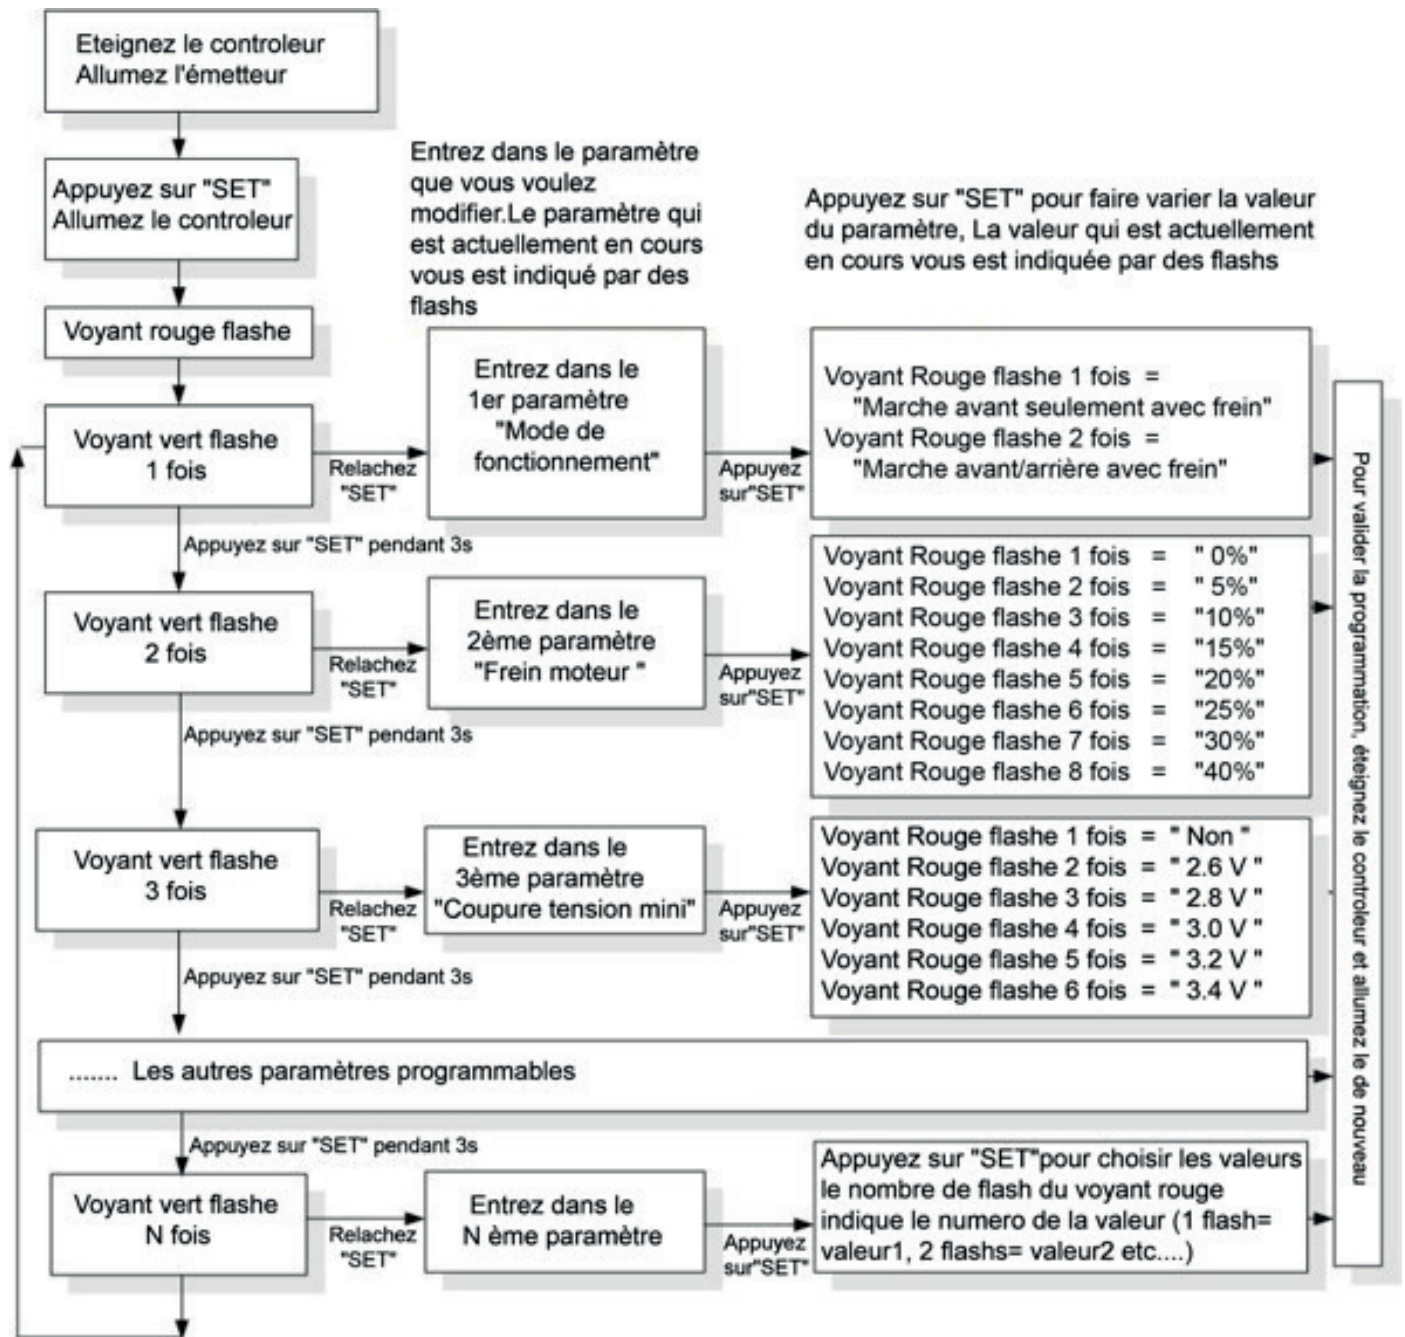 Eteignez le controleur
Allumez l'émetteur
Appuyez sur "SET"
Allumez le controleur
Voyant rouge flashe
Entrez dans le paramètre
que vous voulez
modifier.Le paramètre qui
est actuellement en cours
vous est indiqué par des
flashs
Appuyez sur "SET" pour faire varier la valeur
du paramètre, La valeur qui est actuellement
en cours vous est indiquée par des flashs
Voyant vert flashe
1 fois
Relachez
"SET"
Entrez dans le
1er paramètre
"Mode de
fonctionnement"
Appuyez
sur"SET"
Voyant Rouge flashe 1 fois =
"Marche avant seulement avec frein"
Voyant Rouge flashe 2 fois =
"Marche avant/arrière avec frein"
Appuyez sur "SET" pendant 3s
Voyant vert flashe
2 fois
Relachez
"SET"
Entrez dans le
2ème paramètre
"Frein moteur "
Appuyez
sur"SET"
Voyant Rouge flashe 1 fois = " 0%"
Voyant Rouge flashe 2 fois = " 5%"
Voyant Rouge flashe 3 fois = "10%"
Voyant Rouge flashe 4 fois = "15%"
Voyant Rouge flashe 5 fois = "20%"
Voyant Rouge flashe 6 fois = "25%"
Voyant Rouge flashe 7 fois = "30%"
Voyant Rouge flashe 8 fois = "40%"
Appuyez sur "SET" pendant 3s
Voyant vert flashe
3 fois
Relachez
"SET"
Entrez dans le
3ème paramètre
"Coupure tension mini"
Appuyez
sur"SET"
Voyant Rouge flashe 1 fois = " Non "
Voyant Rouge flashe 2 fois = " 2.6 V "
Voyant Rouge flashe 3 fois = " 2.8 V "
Voyant Rouge flashe 4 fois = " 3.0 V "
Voyant Rouge flashe 5 fois = " 3.2 V "
Voyant Rouge flashe 6 fois = " 3.4 V "
Appuyez sur "SET" pendant 3s
....... Les autres paramètres programmables
Appuyez sur "SET" pendant 3s
Voyant vert flashe
N fois
Relachez
"SET"
Entrez dans le
N ème paramètre
Appuyez
sur"SET"
Appuyez sur "SET"pour choisir les valeurs
le nombre de flash du voyant rouge
indique le numero de la valeur (1 flash=
valeur1, 2 flashs= valeur2 etc....)
Pour valider la programmation, éteignez le controleur et allumez le de nouveau